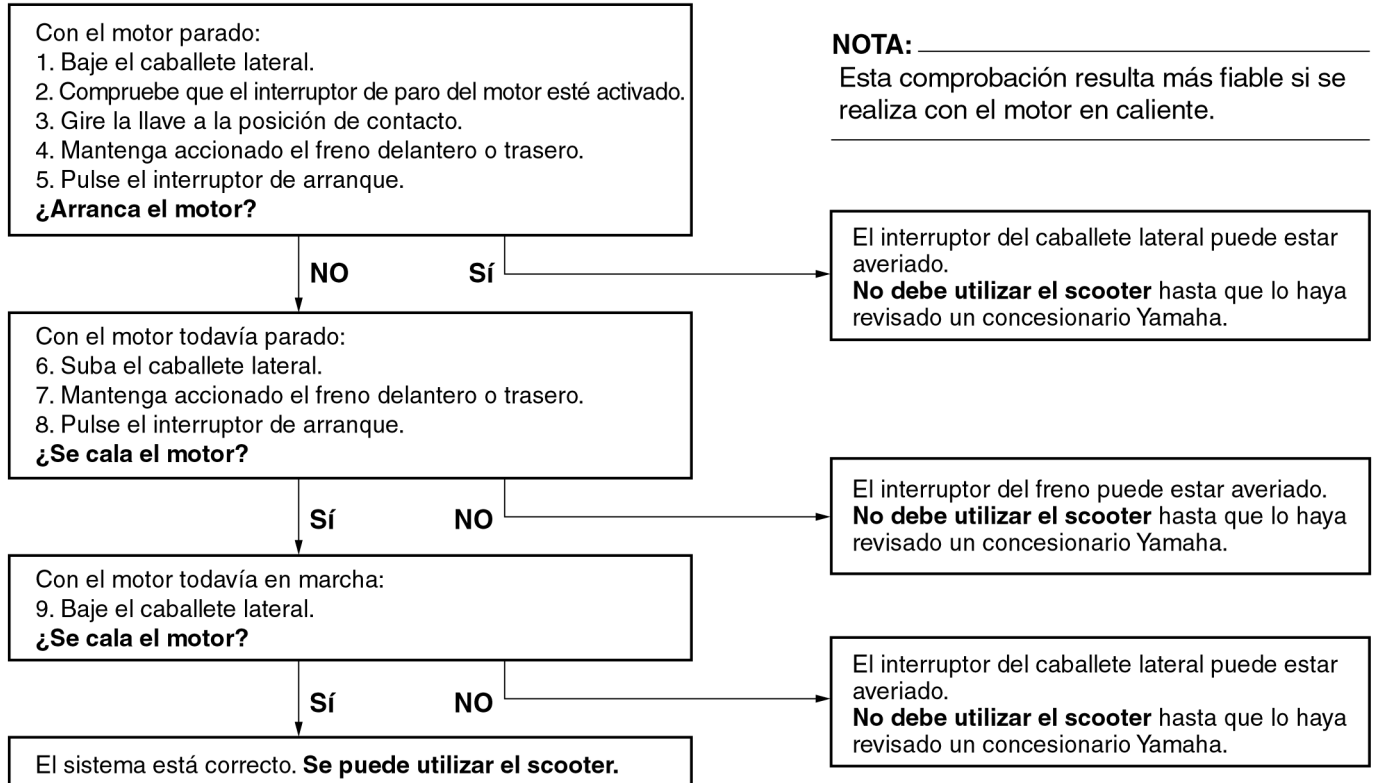 Con el motor parado:
1. Baje el caballete lateral.
2. Compruebe que el interruptor de paro del motor esté activado.
3. Gire la llave a la posición de contacto.
4. Mantenga accionado el freno delantero o trasero.
5. Pulse el interruptor de arranque.
¿Arranca el motor?
NOTA:
Esta comprobación resulta más fiable si se
realiza con el motor en caliente.
NO
Sí
El interruptor del caballete lateral puede estar
averiado.
No debe utilizar el scooter hasta que lo haya
revisado un concesionario Yamaha.
Con el motor todavía parado:
6. Suba el caballete lateral.
7. Mantenga accionado el freno delantero o trasero.
8. Pulse el interruptor de arranque.
¿Se cala el motor?
Sí
NO
El interruptor del freno puede estar averiado.
No debe utilizar el scooter hasta que lo haya
revisado un concesionario Yamaha.
Con el motor todavía en marcha:
9. Baje el caballete lateral.
¿Se cala el motor?
Sí
NO
El interruptor del caballete lateral puede estar
averiado.
No debe utilizar el scooter hasta que lo haya
revisado un concesionario Yamaha.
El sistema está correcto. Se puede utilizar el scooter.